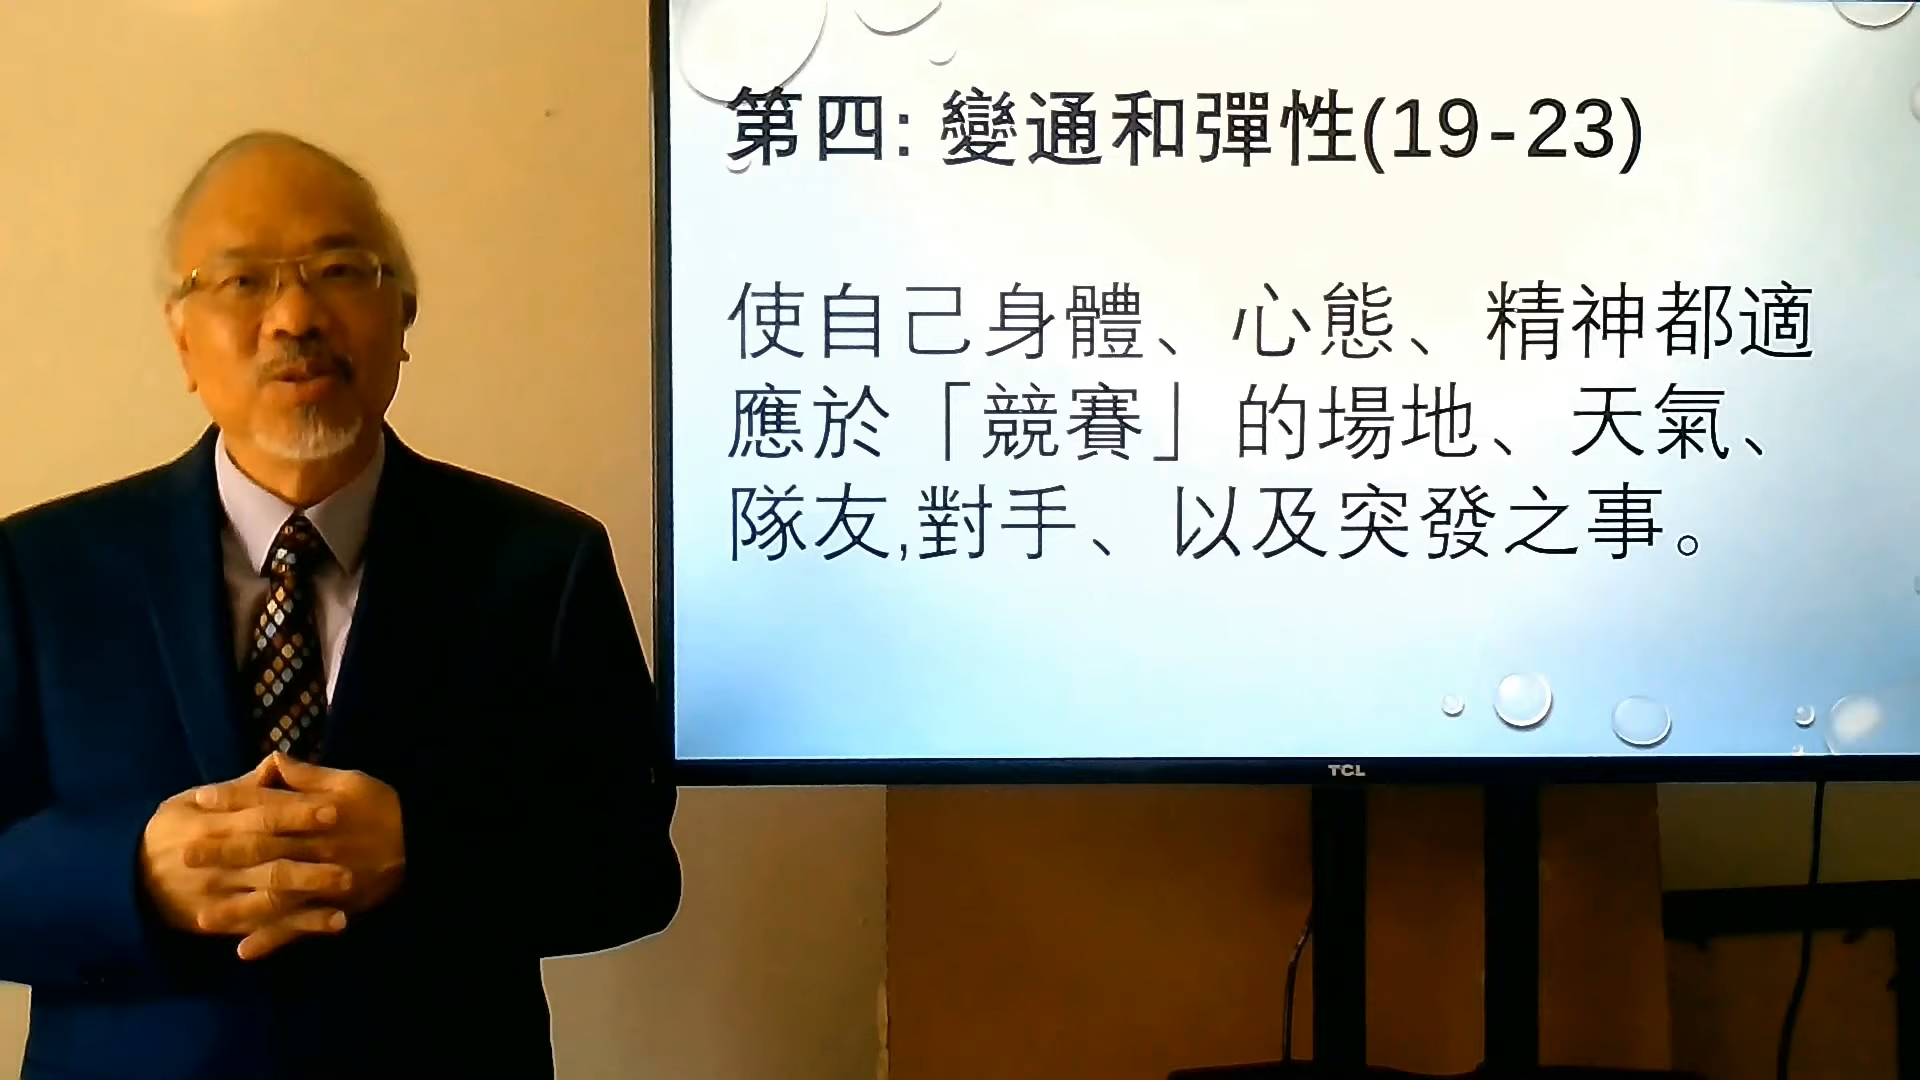 第四: 變通和彈性(19-23)
使自己身體、心態、精神都適
應於「競賽」的場地、天氣、
隊友,對手、以及突發之事。
TCL